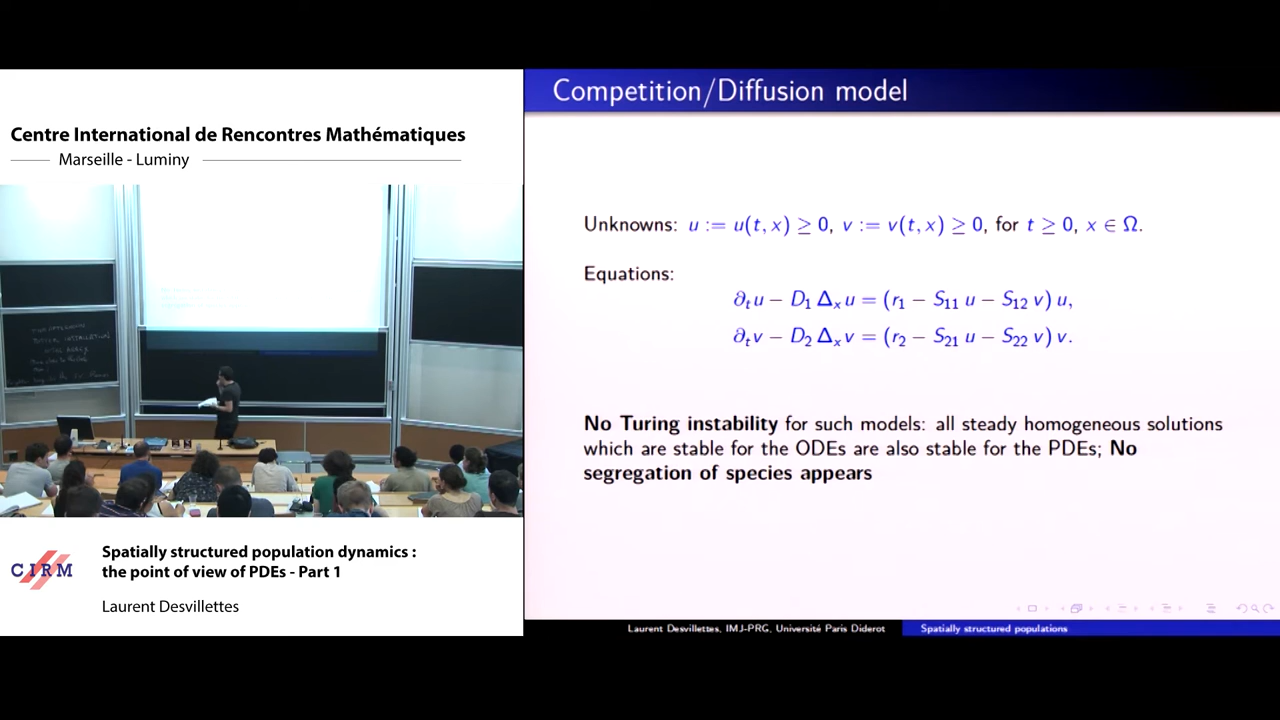 Centre International de Rencontres Mathématiques
Marseille - Luminy
CIRM
Spatially structured population dynamics :
the point of view of PDEs - Part 1
Laurent Desvillettes
Competition/Diffusion model
Unknowns: u := u(t, x) ≥ 0, v := v(t, x) ≥ 0, for t ≥ 0, x ∈ Ω.
Equations:
∂ₜu − D₁ Δₓu = (r₁ − S₁₁ u − S₁₂ v) u,
∂ₜv − D₂ Δₓv = (r₂ − S₂₁ u − S₂₂ v) v.
No Turing instability for such models: all steady homogeneous solutions
which are stable for the ODEs are also stable for the PDEs; No
segregation of species appears
Laurent Desvillettes, IMJ-PRG, Université Paris Diderot
Spatially structured populations